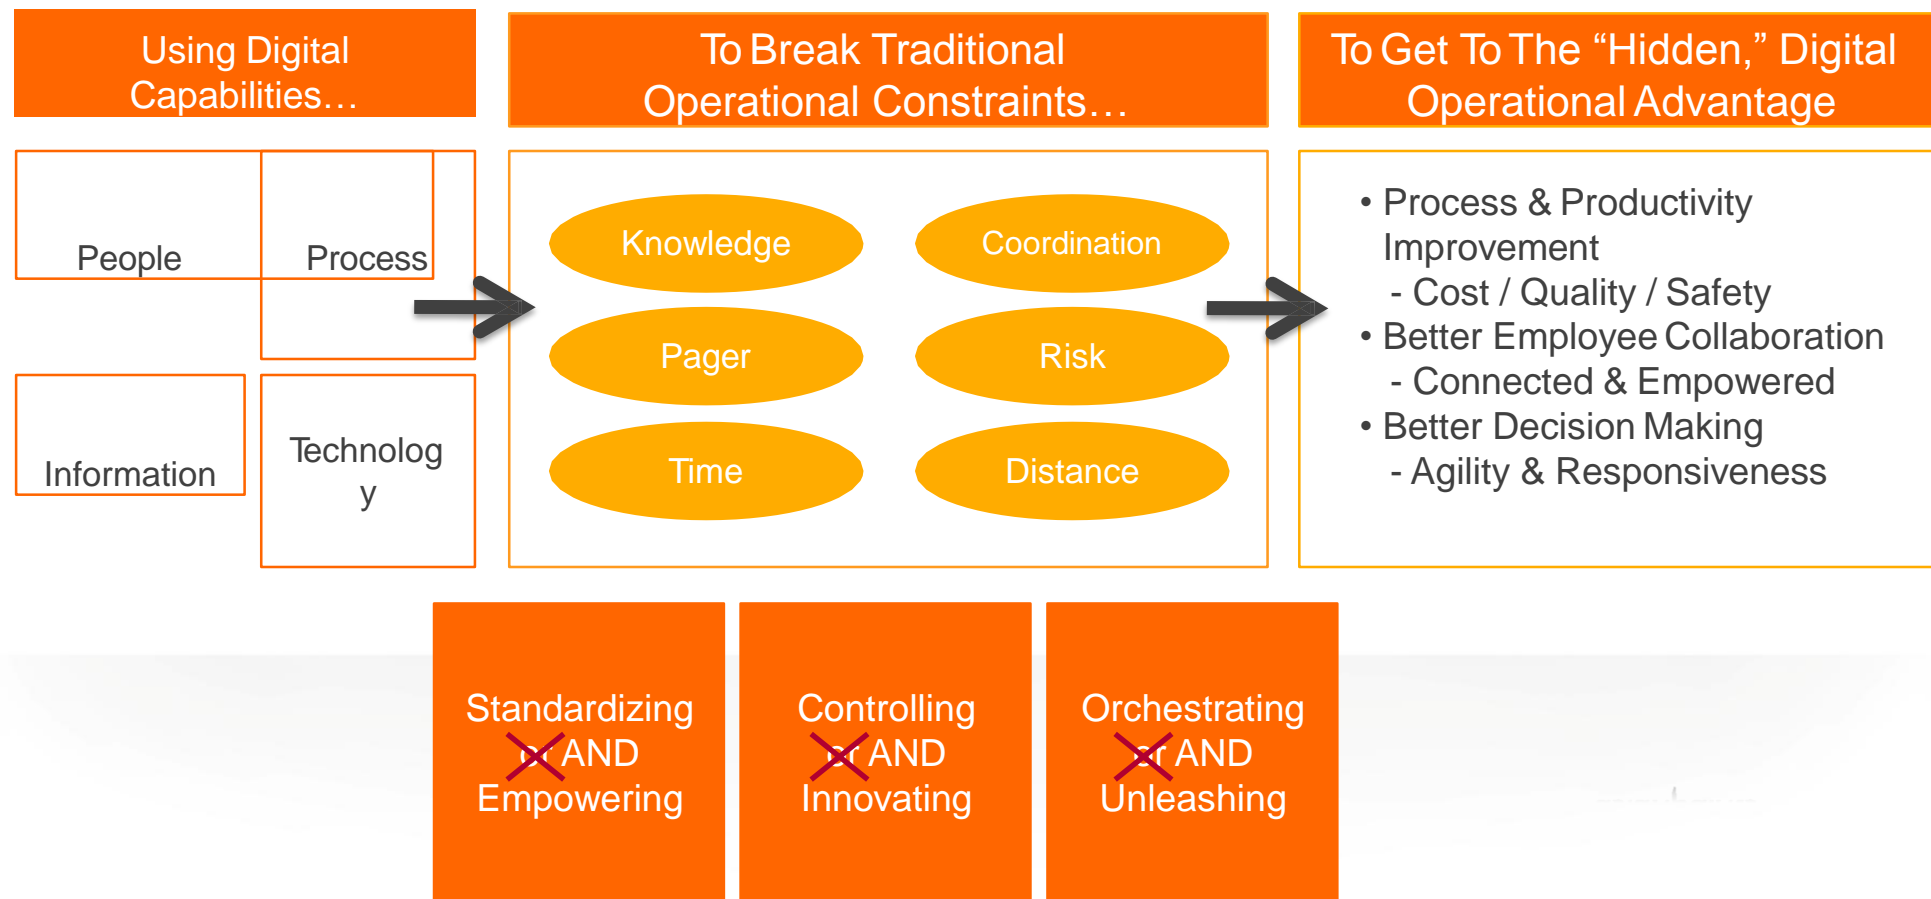 Using Digital
Capabilities…
To Break Traditional
Operational Constraints…
To Get To The “Hidden,” Digital
Operational Advantage
People
Process
Information
Technolog
y
Knowledge
Coordination
Pager
Risk
Time
Distance
• Process & Productivity
Improvement
- Cost / Quality / Safety
• Better Employee Collaboration
- Connected & Empowered
• Better Decision Making
- Agility & Responsiveness
Standardizing
or AND
Empowering
Controlling
or AND
Innovating
Orchestrating
or AND
Unleashing